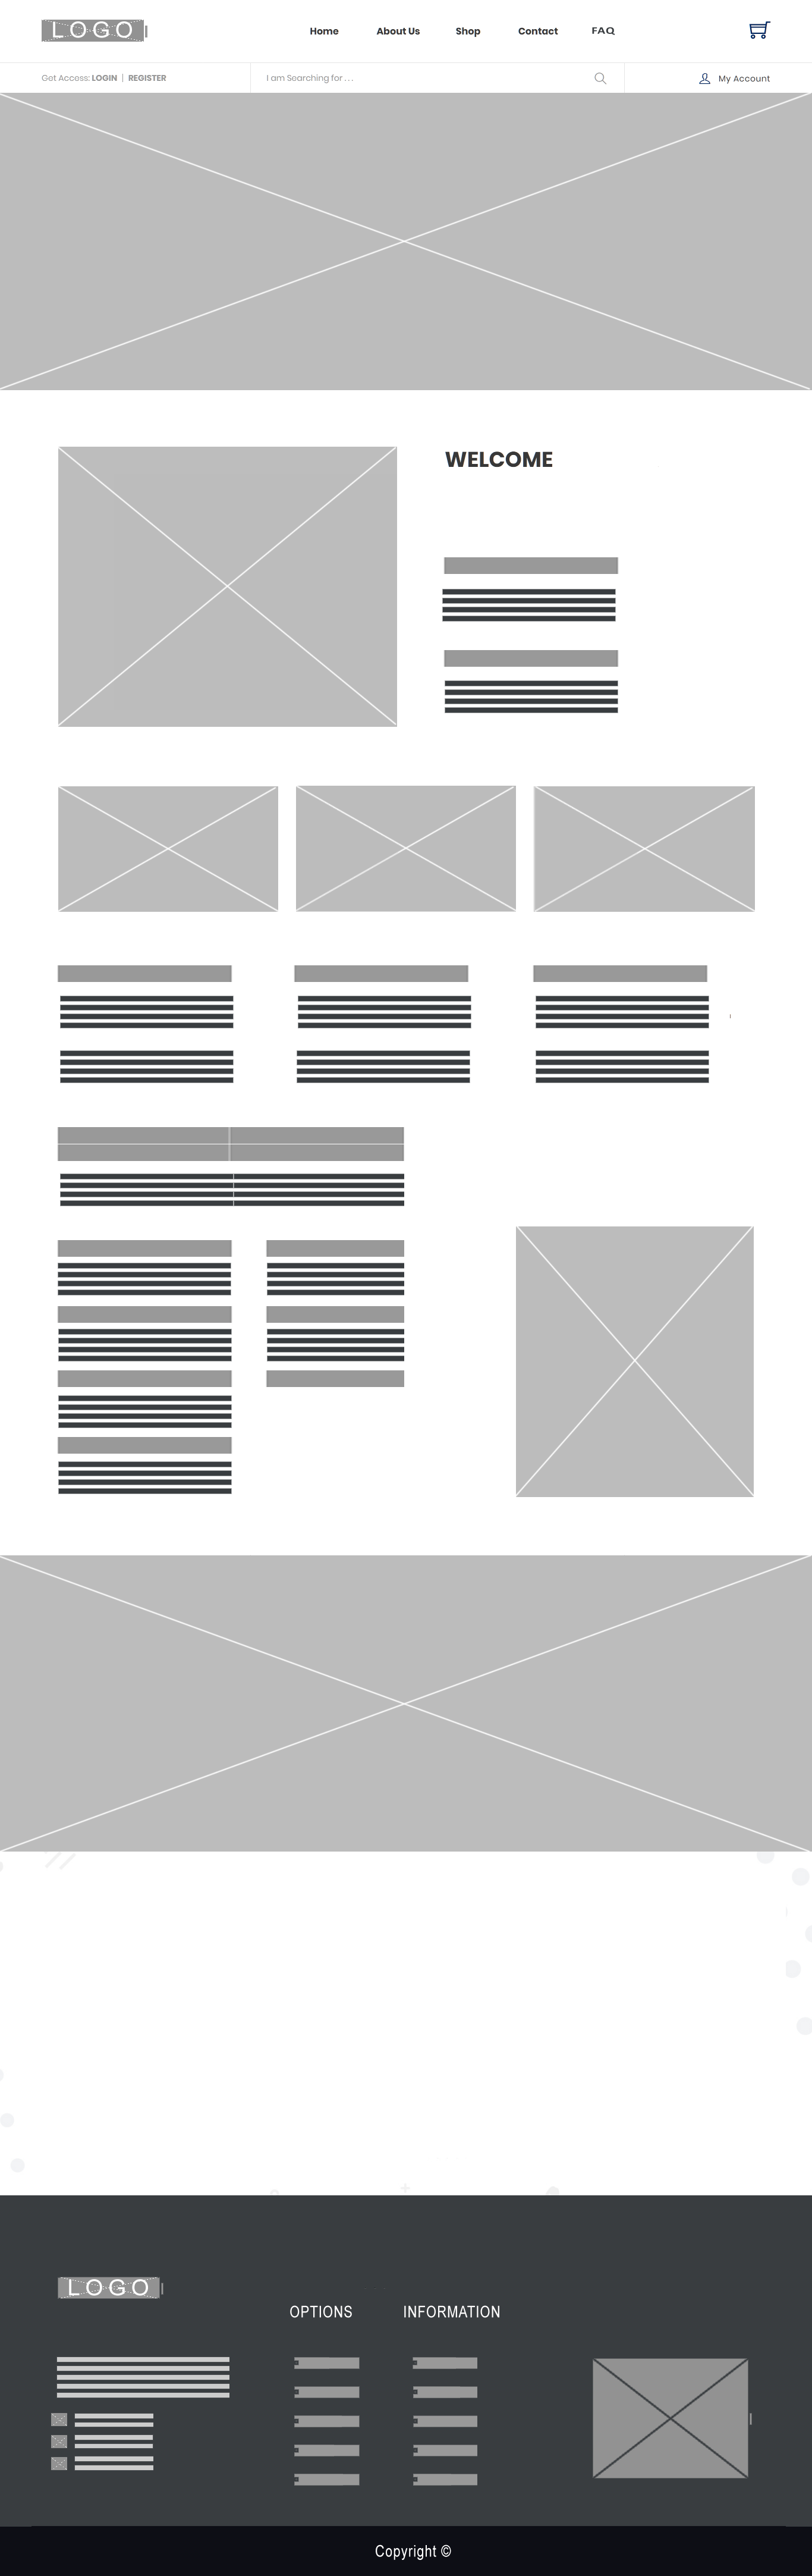 LOGO
Home About Us Shop Contact FAQ
Get Access: LOGIN | REGISTER
I am Searching for . . .
My Account
WELCOME
LOGO
OPTIONS INFORMATION
Copyright ©